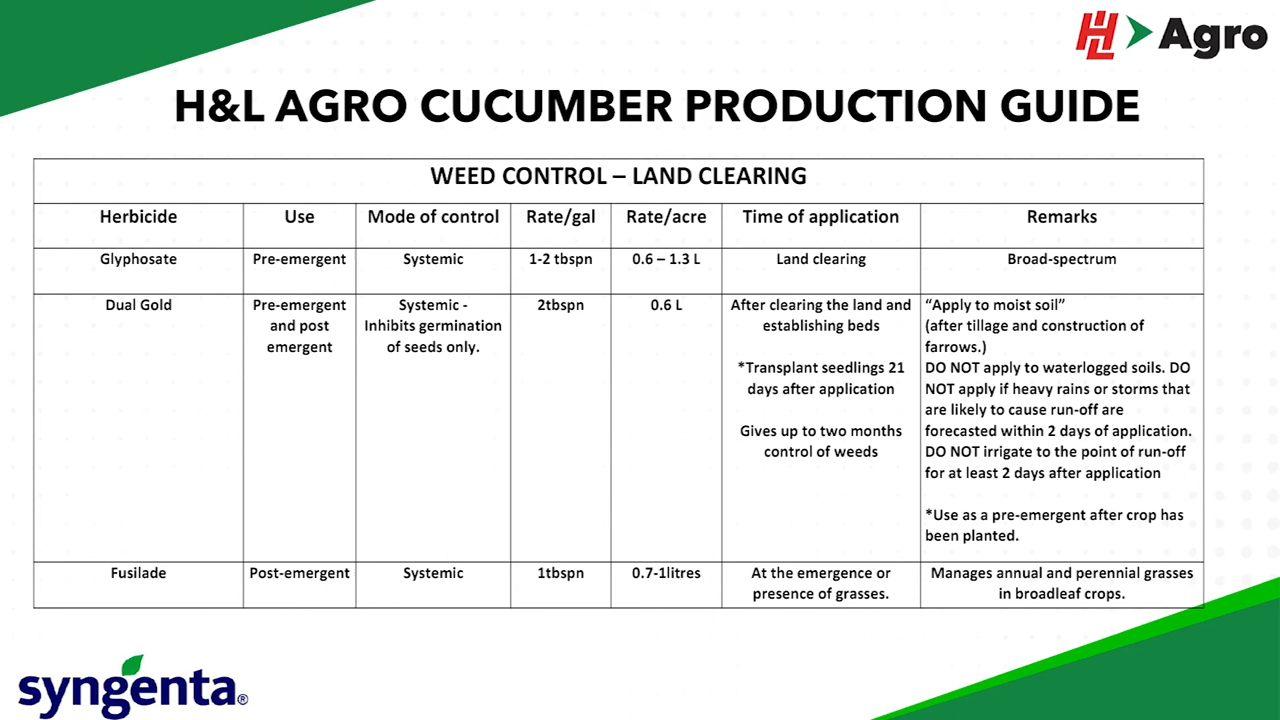 HL Agro
H&L AGRO CUCUMBER PRODUCTION GUIDE
WEED CONTROL – LAND CLEARING
Herbicide Use Mode of control Rate/gal Rate/acre Time of application Remarks
Glyphosate Pre-emergent Systemic 1-2 tbspn 0.6 – 1.3 L Land clearing Broad-spectrum
Dual Gold
Pre-emergent
and post
emergent
Systemic -
Inhibits germination
of seeds only.
2tbspn
0.6 L
After clearing the land and
establishing beds
*Transplant seedlings 21
days after application
Gives up to two months
control of weeds
“Apply to moist soil”
(after tillage and construction of
farrows.)
DO NOT apply to waterlogged soils. DO
NOT apply if heavy rains or storms that
are likely to cause run-off are
forecasted within 2 days of application.
DO NOT irrigate to the point of run-off
for at least 2 days after application
*Use as a pre-emergent after crop has
been planted.
Fusilade
Post-emergent
Systemic
1tbspn
0.7-1litres
At the emergence or
presence of grasses.
Manages annual and perennial grasses
in broadleaf crops.
syngenta®